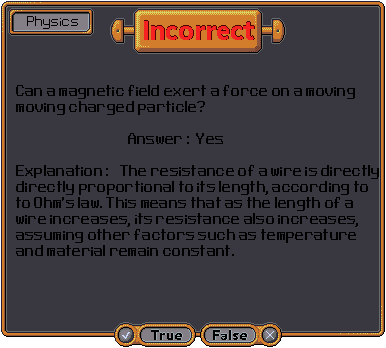 Physics
Incorrect
Can a magnetic field exert a force on a moving
moving charged particle?
Answer: Yes
Explanation: The resistance of a wire is directly
directly proportional to its length, according to
to Ohm's law. This means that as the length of a
wire increases, its resistance also increases,
assuming other factors such as temperature
and material remain constant.
True False